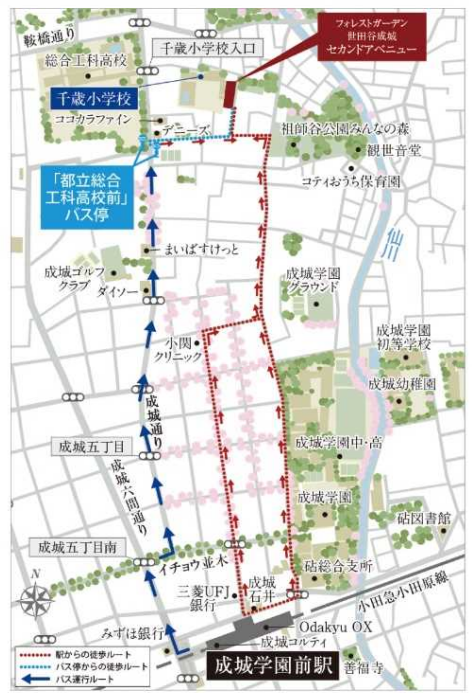 鞍橋通り
千歳小学校入口
フォレストガーデン
世田谷成城
セカンドアベニュー
総合工科高校
千歳小学校
ココカラファイン
デニーズ
祖師谷公園みんなの森
観世音堂
コティおうち保育園
「都立総合
工科高校前」
バス停
仙川
まいばすけっと
成城ゴルフ
クラブ
ダイソー
成城学園
グラウンド
小関
クリニック
成城学園
初等学校
成城幼稚園
成城通り
成城五丁目
成城学園中・高
成城六間通り
成城学園
砧図書館
成城五丁目南
イチョウ並木
砧総合支所
三菱UFJ
銀行
成城
石井
小田急小田原線
N
みずほ銀行
Odakyu OX
成城コルティ
成城学園前駅
善福寺
駅からの徒歩ルート
バス停からの徒歩ルート
バス運行ルート